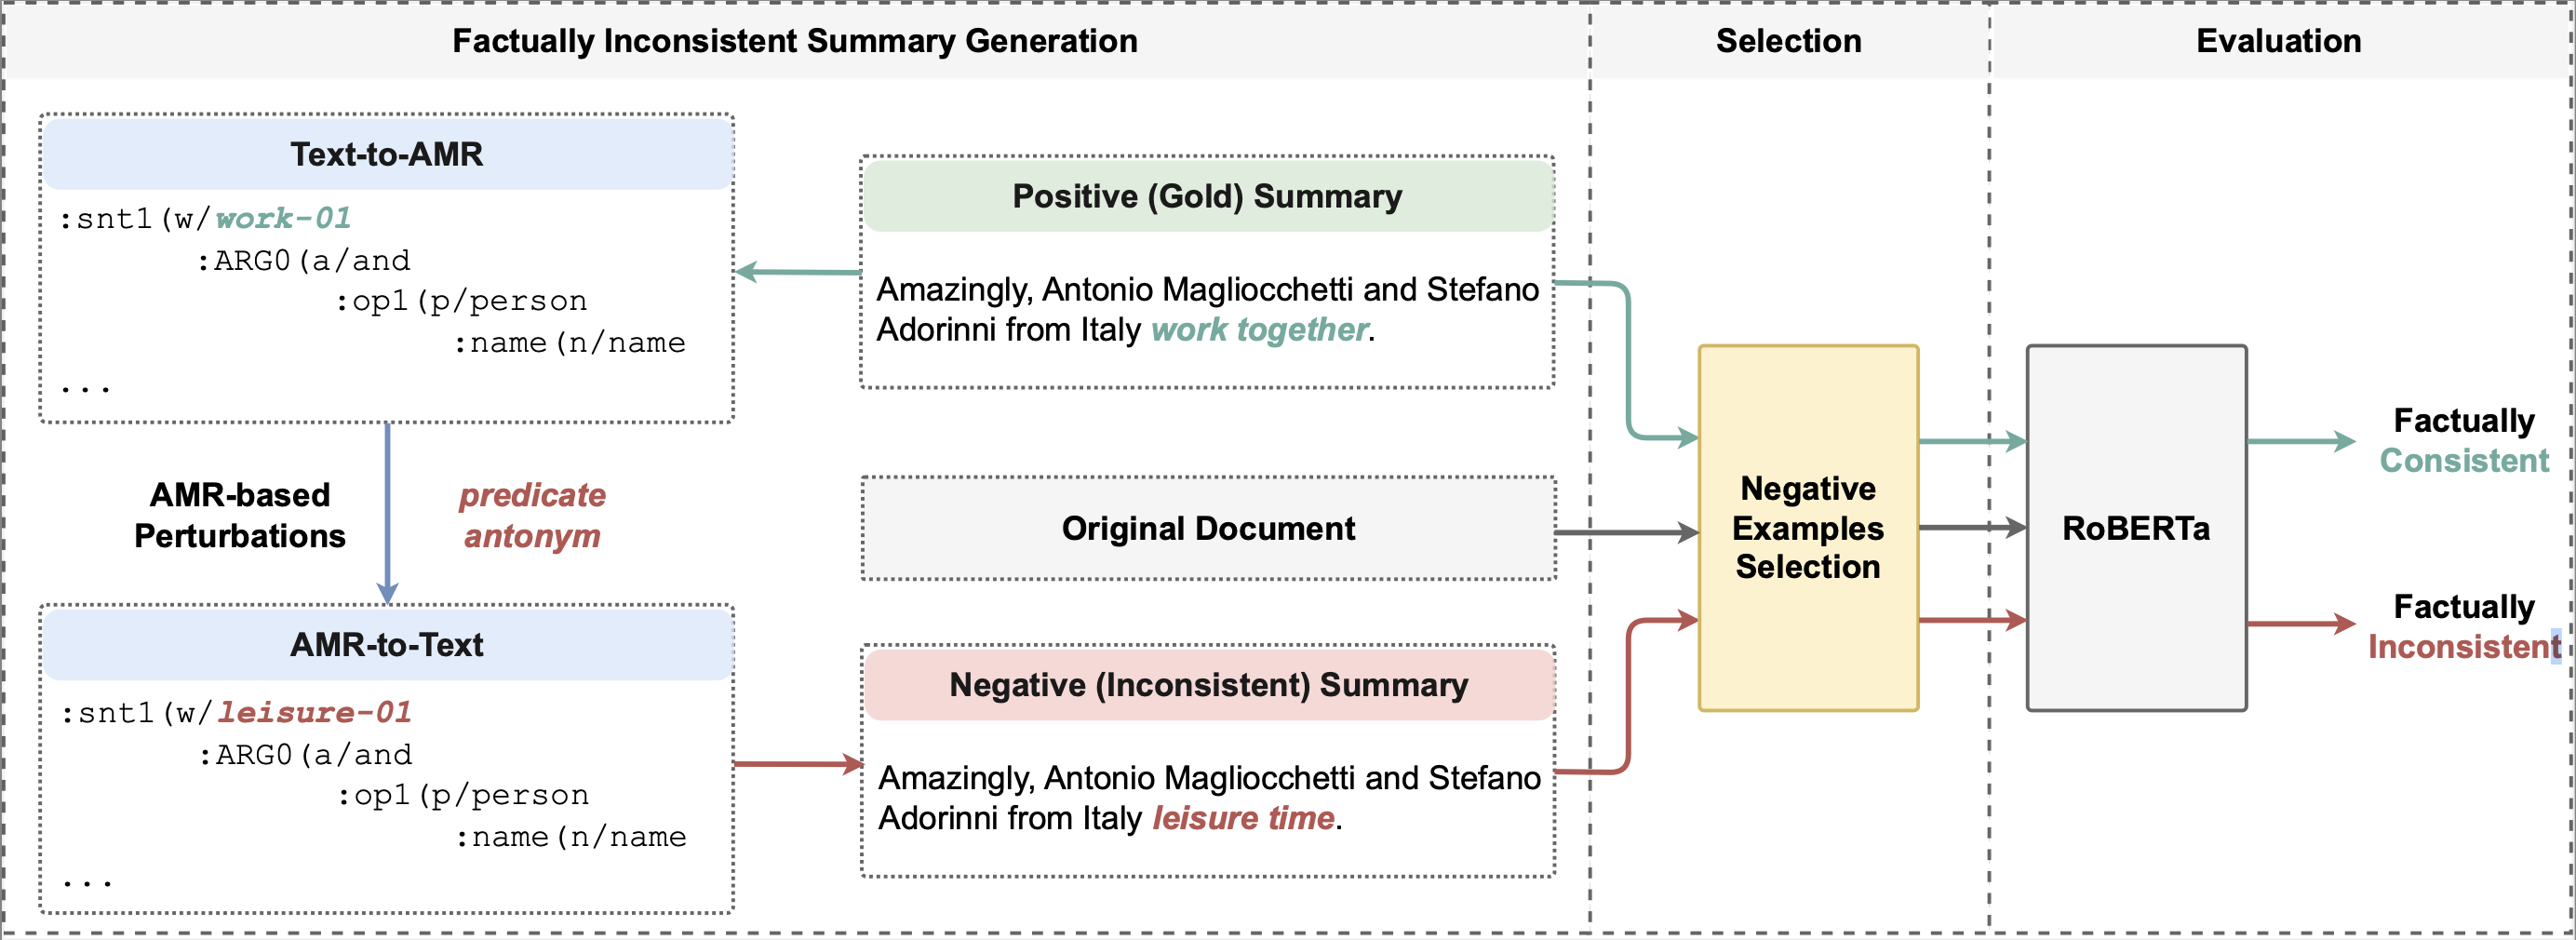 Factually Inconsistent Summary Generation
Selection
Evaluation
Text-to-AMR
:snt1(w/work-01
:ARG0(a/and
:op1(p/person
:name(n/name
...
Positive (Gold) Summary
Amazingly, Antonio Magliocchetti and Stefano
Adorinni from Italy work together.
AMR-based
Perturbations
predicate
antonym
Original Document
AMR-to-Text
:snt1(w/leisure-01
:ARG0(a/and
:op1(p/person
:name(n/name
...
Negative (Inconsistent) Summary
Amazingly, Antonio Magliocchetti and Stefano
Adorinni from Italy leisure time.
Negative
Examples
Selection
RoBERTa
Factually
Consistent
Factually
Inconsistent